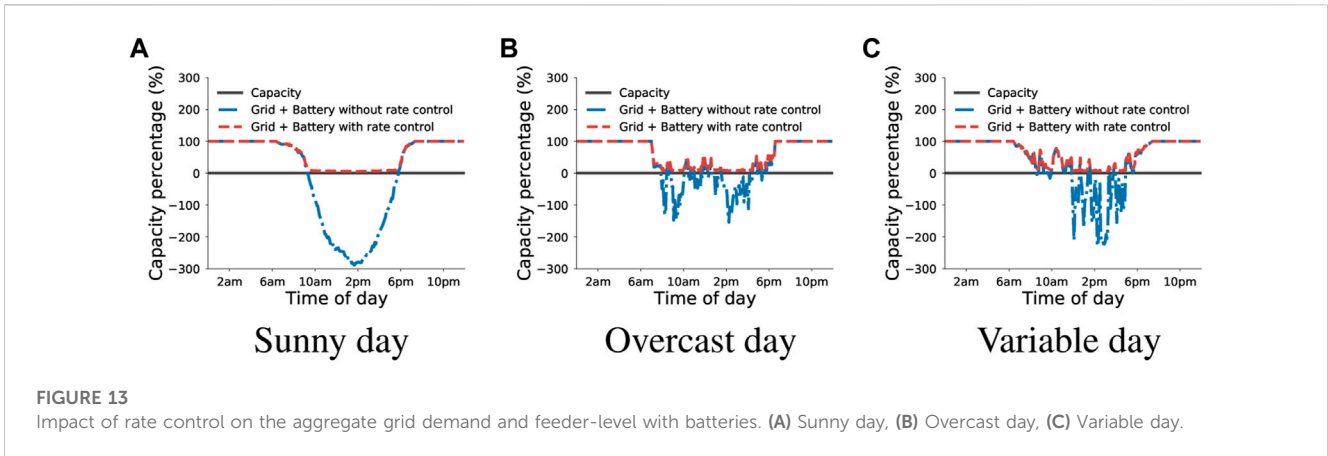 A
Capacity percentage (%)
300
200
100
0
−100
−200
−300
Capacity
Grid + Battery without rate control
Grid + Battery with rate control
2am 6am 10am 2pm 6pm 10pm
Time of day
Sunny day
B
Capacity percentage (%)
300
200
100
0
−100
−200
−300
Capacity
Grid + Battery without rate control
Grid + Battery with rate control
2am 6am 10am 2pm 6pm 10pm
Time of day
Overcast day
C
Capacity percentage (%)
300
200
100
0
−100
−200
−300
Capacity
Grid + Battery without rate control
Grid + Battery with rate control
2am 6am 10am 2pm 6pm 10pm
Time of day
Variable day
FIGURE 13
Impact of rate control on the aggregate grid demand and feeder-level with batteries. (A) Sunny day, (B) Overcast day, (C) Variable day.